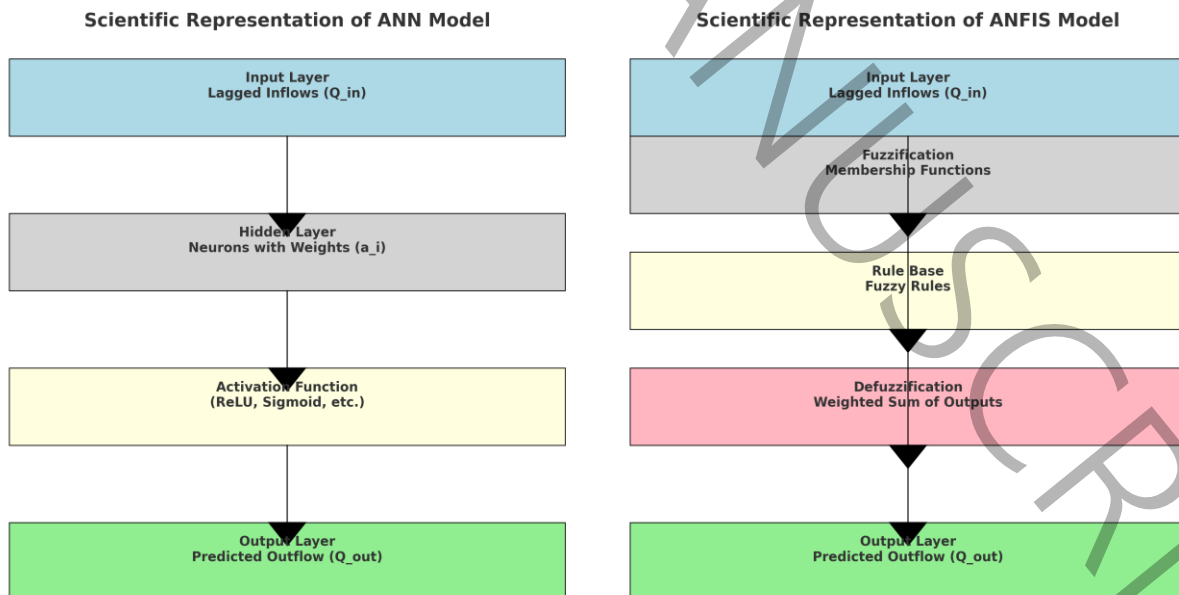 Scientific Representation of ANN Model
Input Layer
Lagged Inflows (Q_in)
Hidden Layer
Neurons with Weights (a_i)
Activation Function
(ReLU, Sigmoid, etc.)
Output Layer
Predicted Outflow (Q_out)
Scientific Representation of ANFIS Model
Input Layer
Lagged Inflows (Q_in)
Fuzzification
Membership Functions
Rule Base
Fuzzy Rules
Defuzzification
Weighted Sum of Outputs
Output Layer
Predicted Outflow (Q_out)